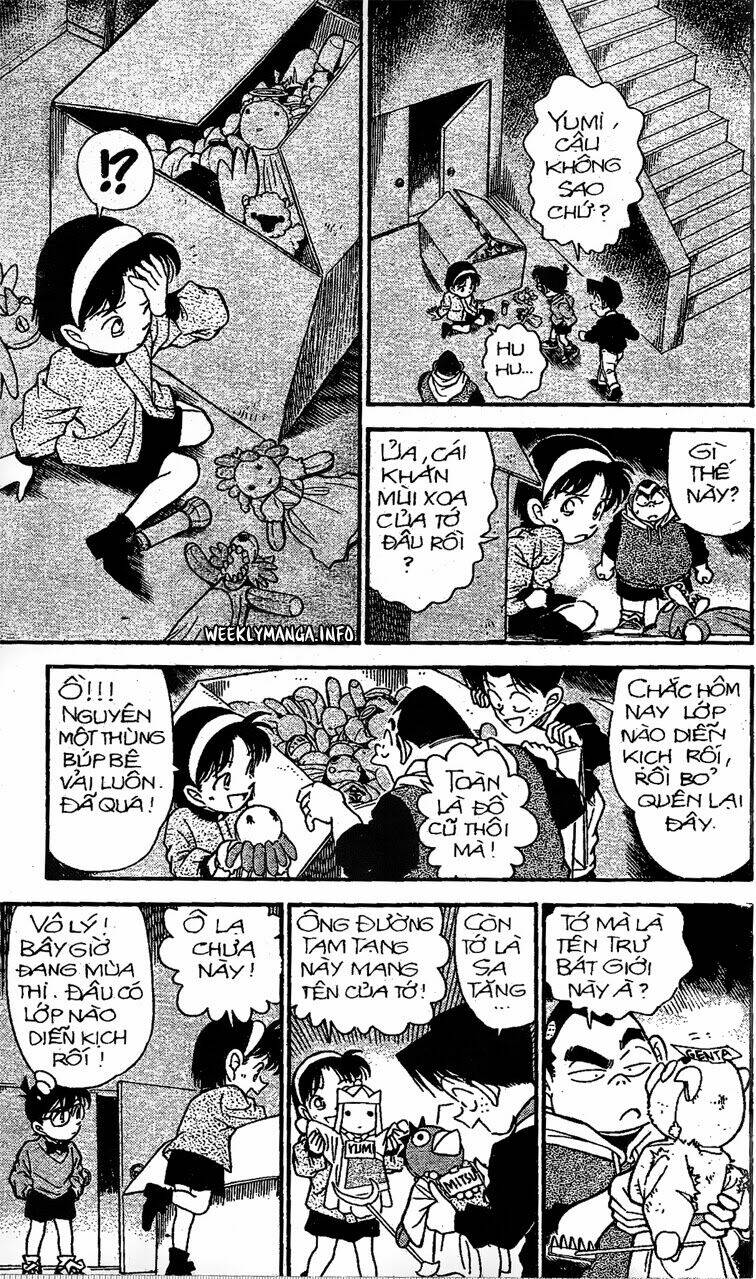 YUMI,
CẬU
KHÔNG
SAO
CHỨ?
HU
HU...
GÌ
THẾ
NÀY?
ỦA, CÁI
KHĂN
MÙI XOA
CỦA TỚ
ĐÂU RỒI
?
!?
WEEKLYMANGA.INFO
CHẮC HÔM
NAY LỚP
NÀO DIỄN
KỊCH RỐI,
RỒI BỎ
QUÊN LẠI
ĐÂY.
TOÀN
LÀ ĐỒ
CŨ THÔI
MÀ!
Ồ!!!
NGUYÊN
MỘT THÙNG
BÚP BÊ
VẢI LUÔN.
ĐÃ QUÁ!
TỚ MÀ LÀ
TÊN TRƯ
BÁT GIỚI
NÀY À?
GENTA
CÒN
TỚ LÀ
SA
TĂNG
...
ÔNG ĐƯỜNG
TAM TANG
NÀY MANG
TÊN CỦA TỚ!
YUMI
MITSU
Ồ LA
CHƯA
NÀY!
VÔ LÝ!
BÂY GIỜ
ĐANG MÙA
THI. ĐÂU CÓ
LỚP NÀO
DIỄN KỊCH
RỐI!